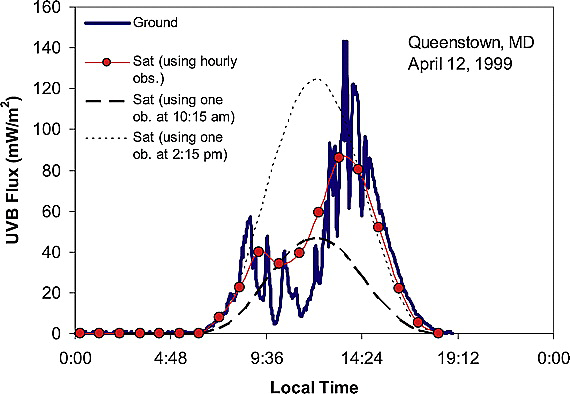 160
140
120
100
80
60
40
20
0
UVB Flux (mW/m²)
Ground
Sat (using hourly
obs.)
Sat (using one
ob. at 10:15 am)
Sat (using one
ob. at 2:15 pm)
Queenstown, MD
April 12, 1999
0:00 4:48 9:36 14:24 19:12 0:00
Local Time